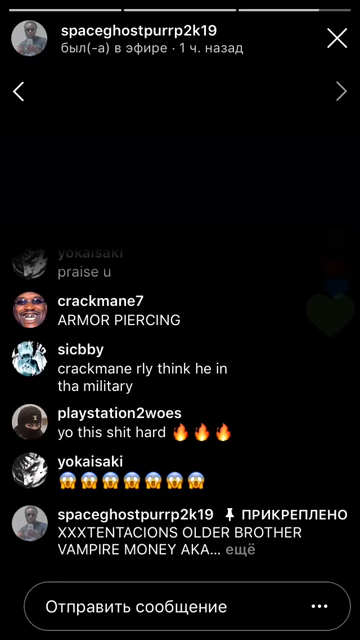 spaceghostpurrp2k19
был(-а) в эфире · 1 ч. назад
yokaisaki
praise u
crackmane7
ARMOR PIERCING
sicbby
crackmane rly think he in
tha military
playstation2woes
yo this shit hard 🔥🔥🔥
yokaisaki
😱😱😱😱😱😱😱
spaceghostpurrp2k19 📌 ПРИКРЕПЛЕНО
XXXTENTACIONS OLDER BROTHER
VAMPIRE MONEY AKA... ещё
Отправить сообщение